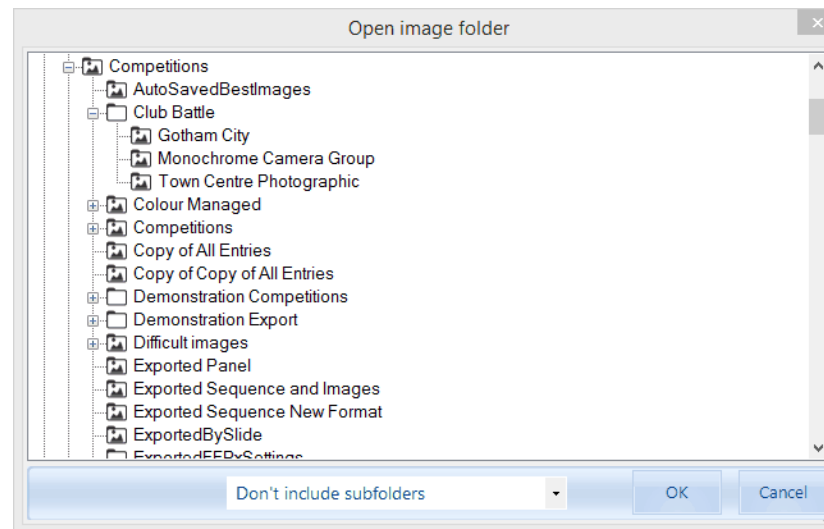 Open image folder
Competitions
AutoSavedBestImages
Club Battle
Gotham City
Monochrome Camera Group
Town Centre Photographic
Colour Managed
Competitions
Copy of All Entries
Copy of Copy of All Entries
Demonstration Competitions
Demonstration Export
Difficult images
Exported Panel
Exported Sequence and Images
Exported Sequence New Format
ExportedBySlide
Don't include subfolders
OK
Cancel